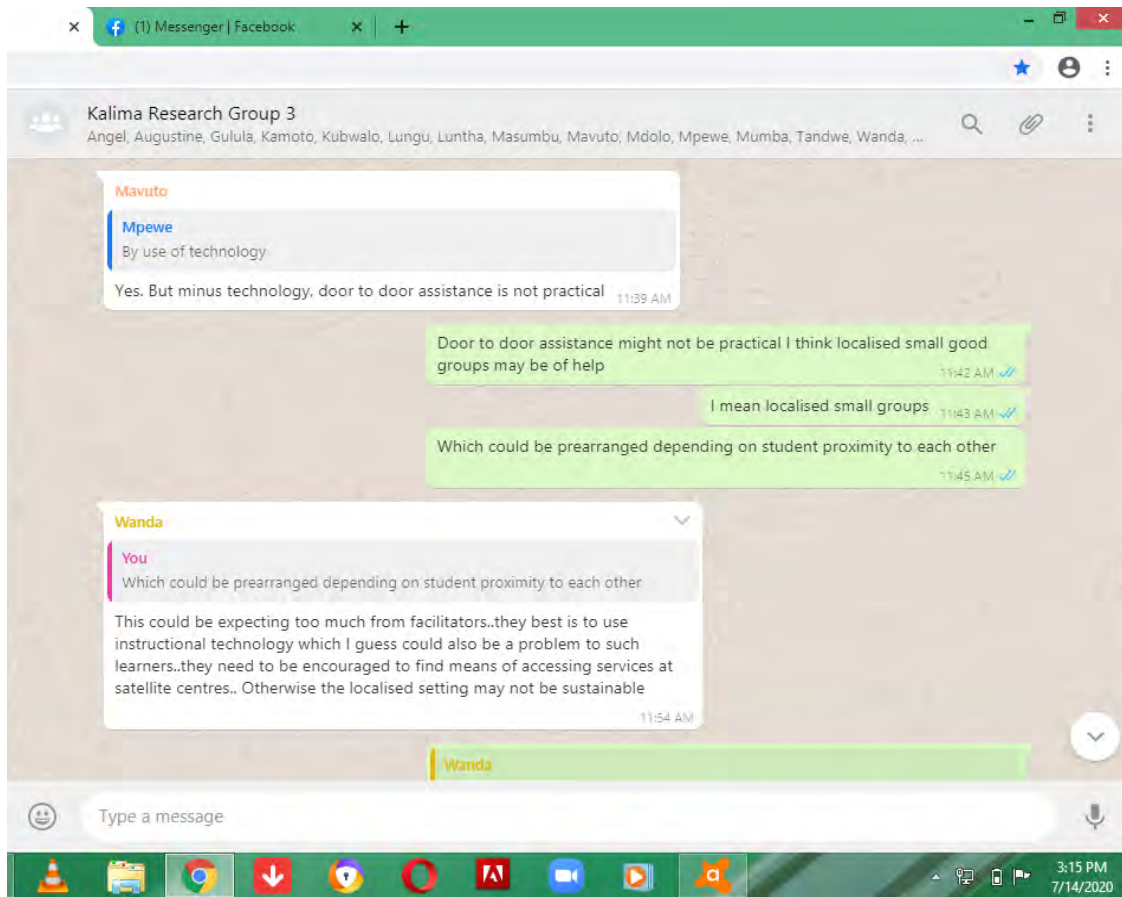 (1) Messenger | Facebook
Kalima Research Group 3
Angel, Augustine, Gulula, Kamoto, Kubwalo, Lungu, Luntha, Masumbu, Mavuto, Mdolo, Mpewe, Mumba, Tandwe, Wanda, ...
Mavuto
Mpewe
By use of technology
Yes. But minus technology, door to door assistance is not practical 11:39 AM
Door to door assistance might not be practical I think localised small good
groups may be of help
11:42 AM
I mean localised small groups 11:43 AM
Which could be prearranged depending on student proximity to each other
11:45 AM
Wanda
You
Which could be prearranged depending on student proximity to each other
This could be expecting too much from facilitators..they best is to use
instructional technology which I guess could also be a problem to such
learners..they need to be encouraged to find means of accessing services at
satellite centres.. Otherwise the localised setting may not be sustainable
11:54 AM
Wanda
Type a message
3:15 PM
7/14/2020